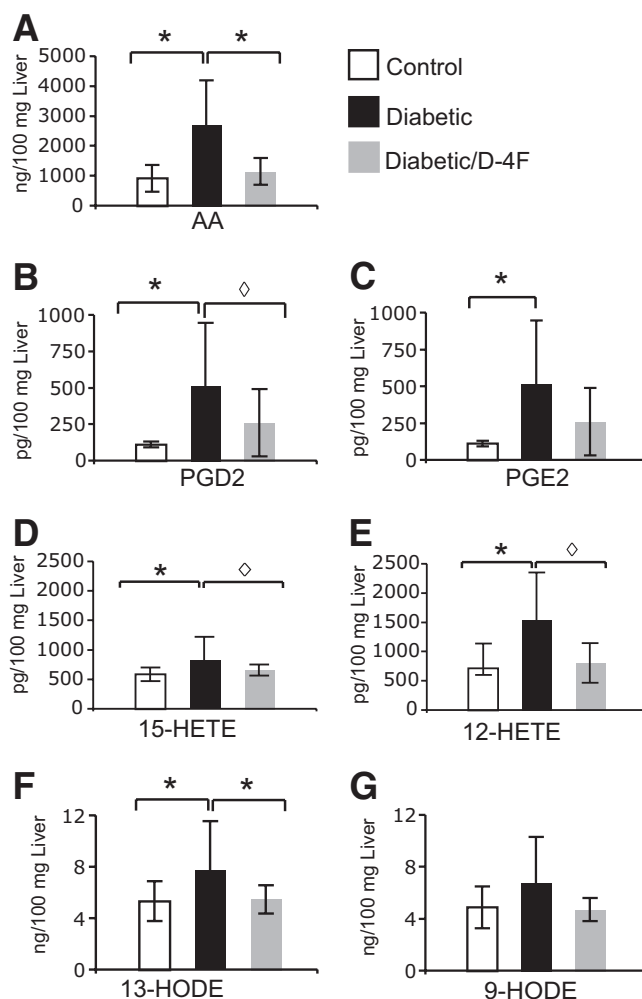 A
* *
ng/100 mg Liver
5000
4000
3000
2000
1000
0
AA
Control
Diabetic
Diabetic/D-4F
B
* ◊
pg/100 mg Liver
1000
750
500
250
0
PGD2
C
*
pg/100 mg Liver
1000
750
500
250
0
PGE2
D
* ◊
pg/100 mg Liver
2500
2000
1500
1000
500
0
15-HETE
E
* ◊
pg/100 mg Liver
2500
2000
1500
1000
500
0
12-HETE
F
* *
ng/100 mg Liver
12
8
4
0
13-HODE
G
ng/100 mg Liver
12
8
4
0
9-HODE